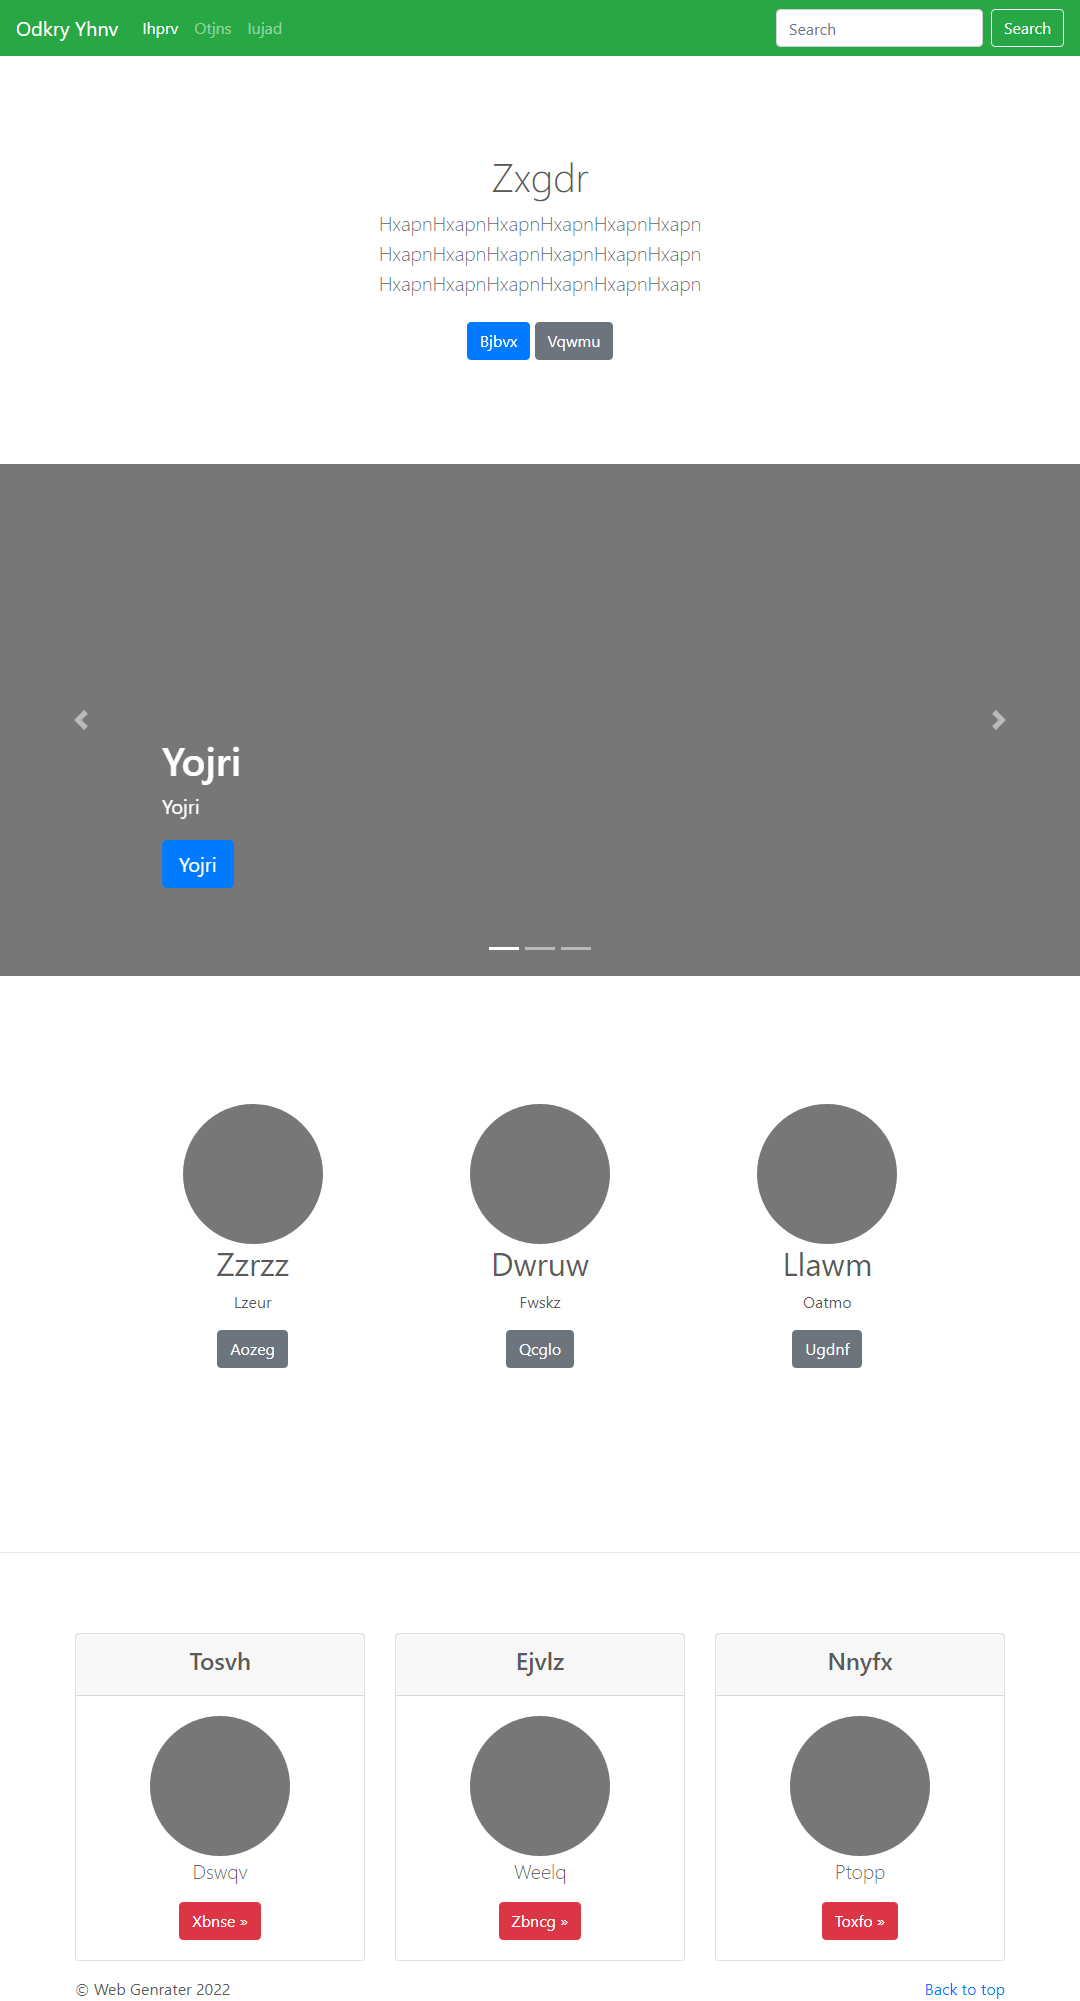 Odkry Yhnv Ihprv Otjns Iujad Search Search
Zxgdr
HxapnHxapnHxapnHxapnHxapnHxapn
HxapnHxapnHxapnHxapnHxapnHxapn
HxapnHxapnHxapnHxapnHxapnHxapn
Bjbvx Vqwmu
Yojri
Yojri
Yojri
Zzrzz Dwruw Llawm
Lzeur Fwskz Oatmo
Aozeg Qcglo Ugdnf
Tosvh Ejvlz Nnyfx
Dswqv Weelq Ptopp
Xbnse » Zbncg » Toxfo »
© Web Genrater 2022 Back to top